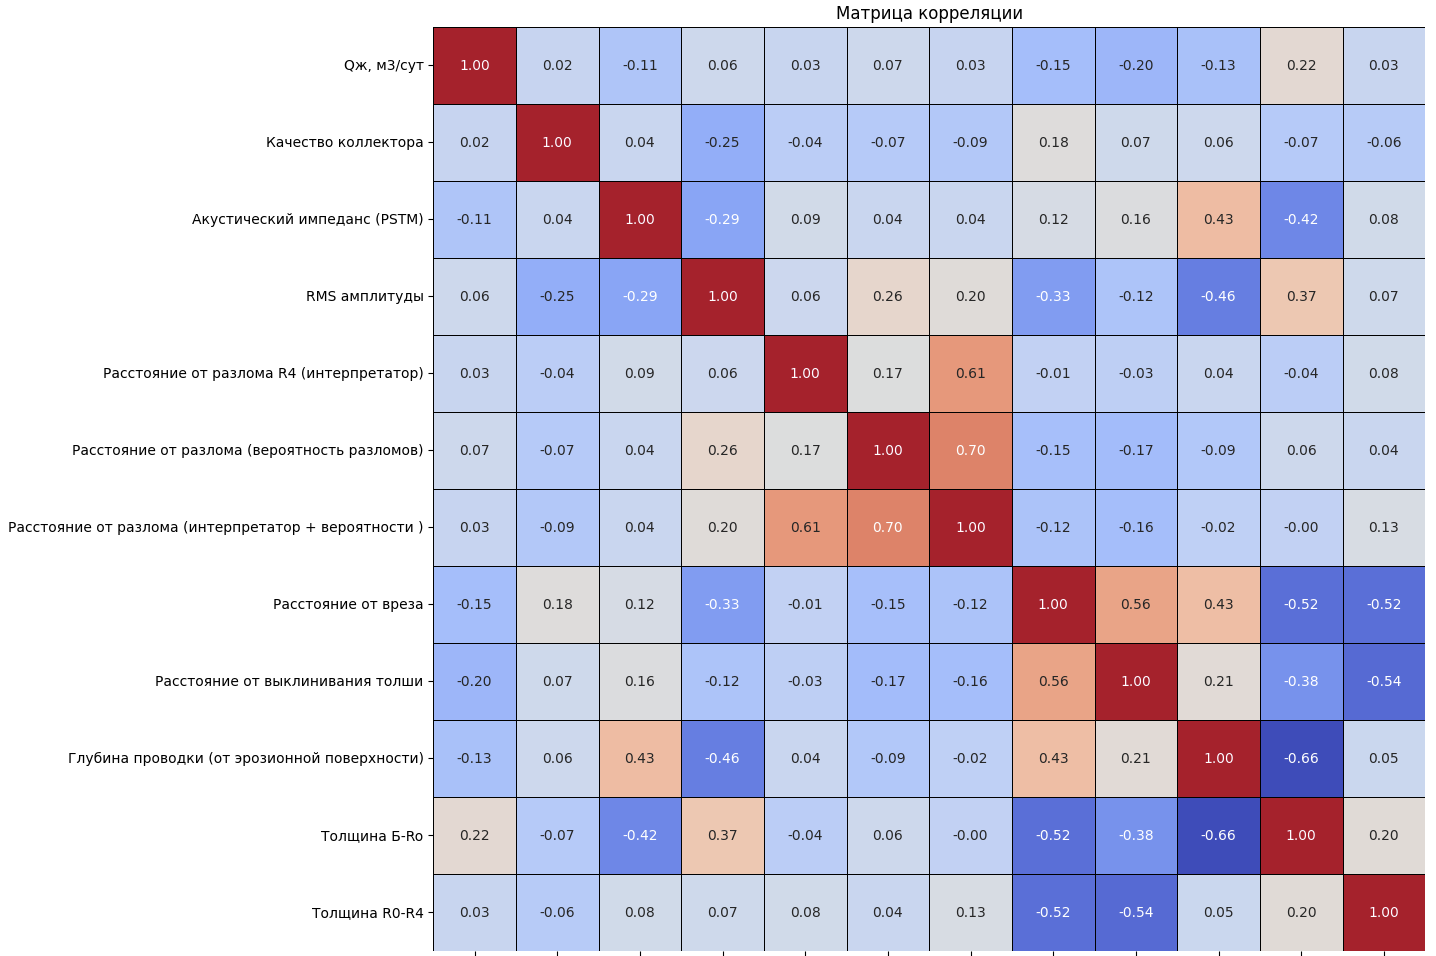 Матрица корреляции
Qж, м3/сут 1.00 0.02 -0.11 0.06 0.03 0.07 0.03 -0.15 -0.20 -0.13 0.22 0.03
Качество коллектора 0.02 1.00 0.04 -0.25 -0.04 -0.07 -0.09 0.18 0.07 0.06 -0.07 -0.06
Акустический импеданс (PSTM) -0.11 0.04 1.00 -0.29 0.09 0.04 0.04 0.12 0.16 0.43 -0.42 0.08
RMS амплитуды 0.06 -0.25 -0.29 1.00 0.06 0.26 0.20 -0.33 -0.12 -0.46 0.37 0.07
Расстояние от разлома R4 (интерпретатор) 0.03 -0.04 0.09 0.06 1.00 0.17 0.61 -0.01 -0.03 0.04 -0.04 0.08
Расстояние от разлома (вероятность разломов) 0.07 -0.07 0.04 0.26 0.17 1.00 0.70 -0.15 -0.17 -0.09 0.06 0.04
Расстояние от разлома (интерпретатор + вероятности ) 0.03 -0.09 0.04 0.20 0.61 0.70 1.00 -0.12 -0.16 -0.02 -0.00 0.13
Расстояние от вреза -0.15 0.18 0.12 -0.33 -0.01 -0.15 -0.12 1.00 0.56 0.43 -0.52 -0.52
Расстояние от выклинивания толши -0.20 0.07 0.16 -0.12 -0.03 -0.17 -0.16 0.56 1.00 0.21 -0.38 -0.54
Глубина проводки (от эрозионной поверхности) -0.13 0.06 0.43 -0.46 0.04 -0.09 -0.02 0.43 0.21 1.00 -0.66 0.05
Толщина Б-Ro 0.22 -0.07 -0.42 0.37 -0.04 0.06 -0.00 -0.52 -0.38 -0.66 1.00 0.20
Толщина R0-R4 0.03 -0.06 0.08 0.07 0.08 0.04 0.13 -0.52 -0.54 0.05 0.20 1.00